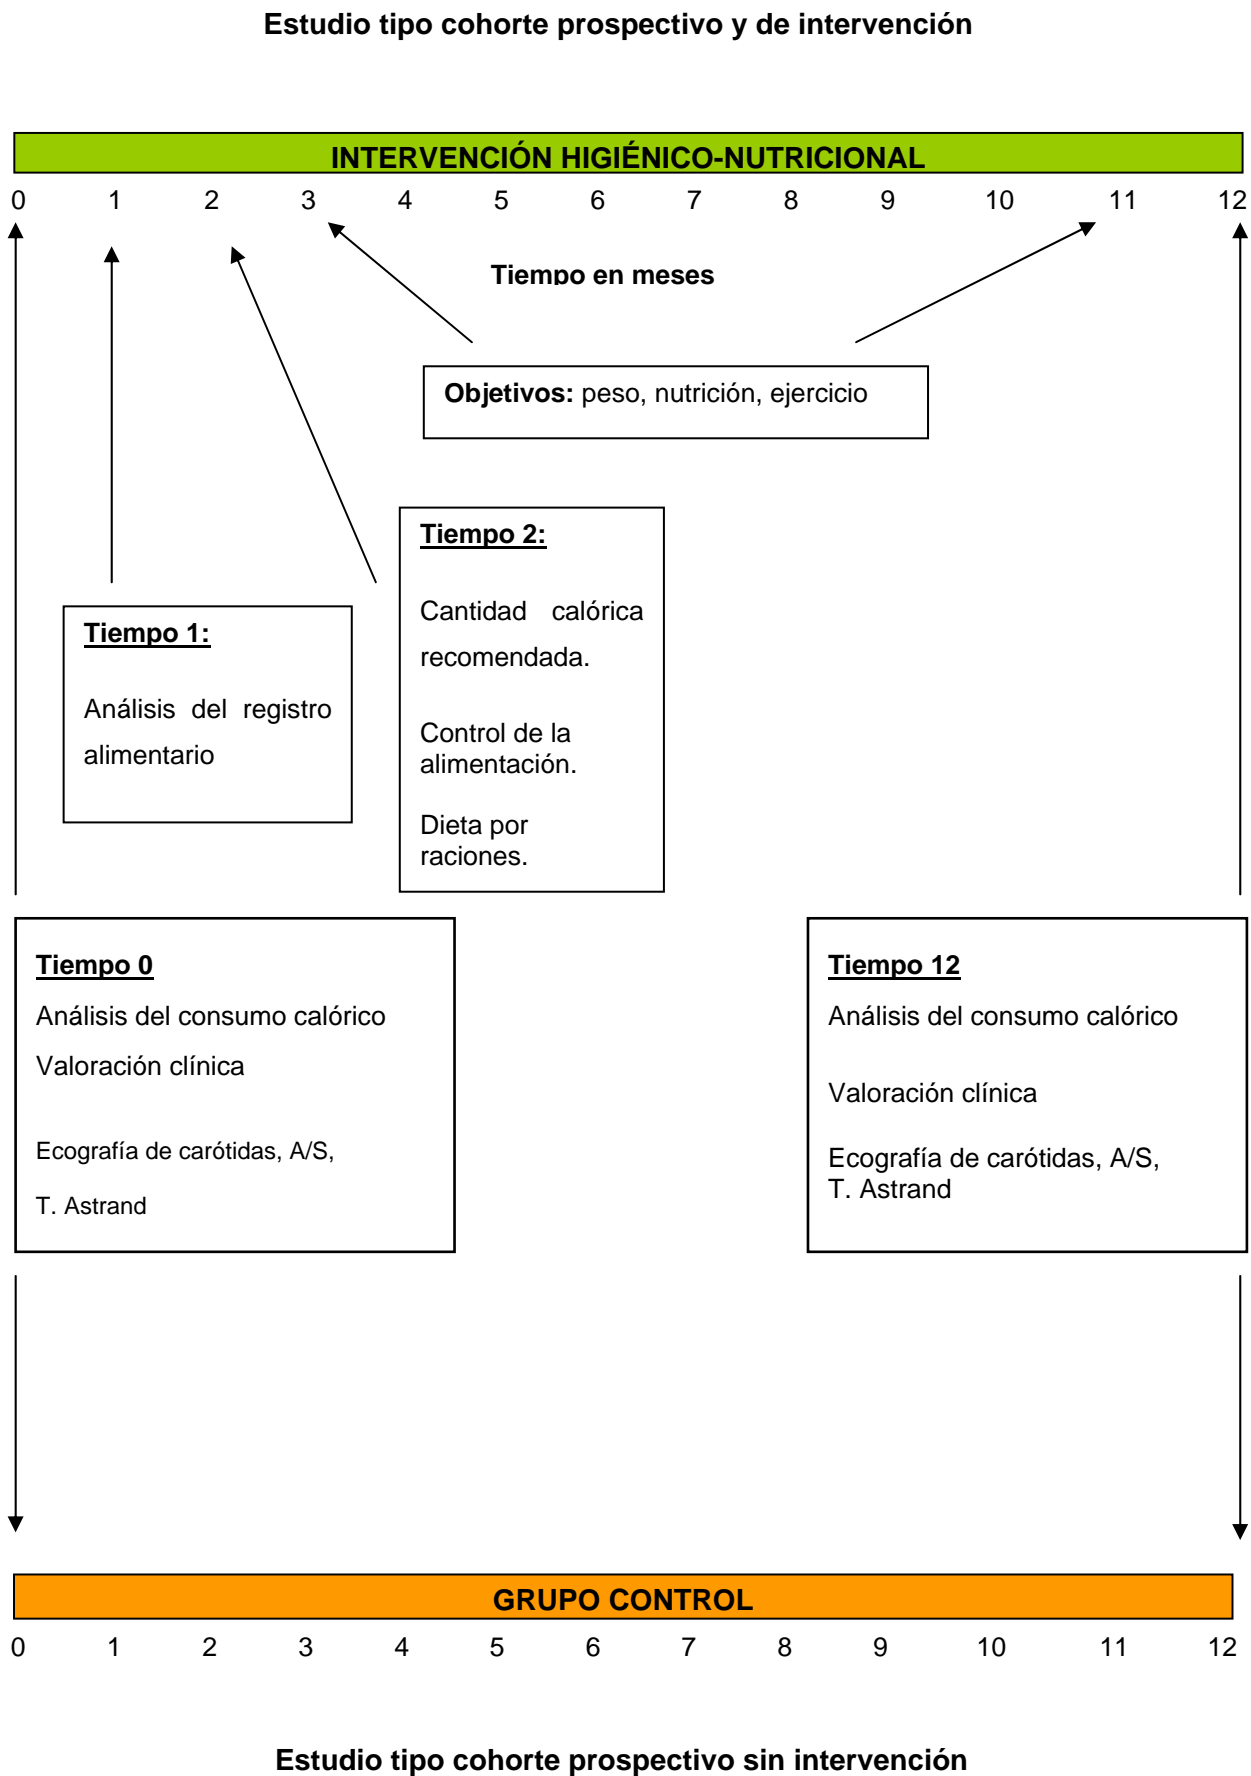 Estudio tipo cohorte prospectivo y de intervención
INTERVENCIÓN HIGIÉNICO-NUTRICIONAL
0 1 2 3 4 5 6 7 8 9 10 11 12
Tiempo en meses
Objetivos: peso, nutrición, ejercicio
Tiempo 2:
Cantidad calórica
recomendada.
Control de la
alimentación.
Dieta por
raciones.
Tiempo 1:
Análisis del registro
alimentario
Tiempo 0
Análisis del consumo calórico
Valoración clínica
Ecografía de carótidas, A/S,
T. Astrand
Tiempo 12
Análisis del consumo calórico
Valoración clínica
Ecografía de carótidas, A/S,
T. Astrand
GRUPO CONTROL
0 1 2 3 4 5 6 7 8 9 10 11 12
Estudio tipo cohorte prospectivo sin intervención